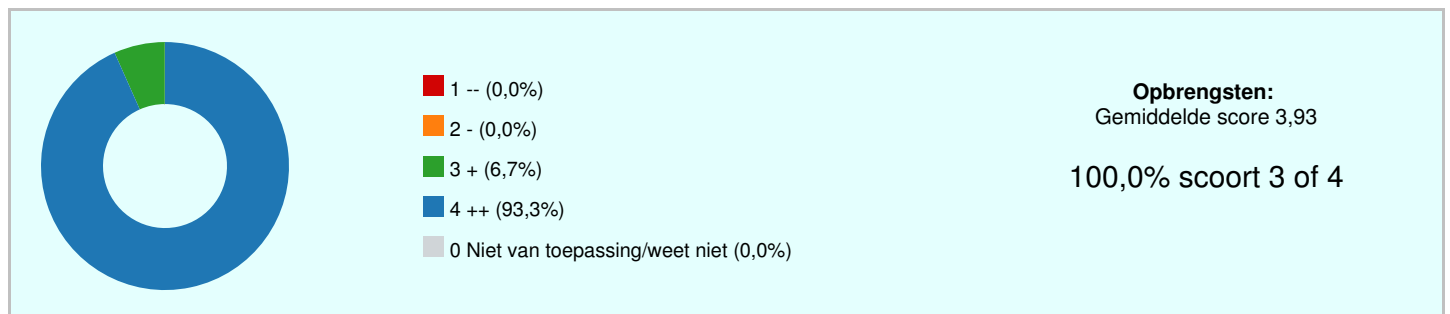 1 -- (0,0%)
2 - (0,0%)
3 + (6,7%)
4 ++ (93,3%)
0 Niet van toepassing/weet niet (0,0%)
Opbrengsten:
Gemiddelde score 3,93
100,0% scoort 3 of 4